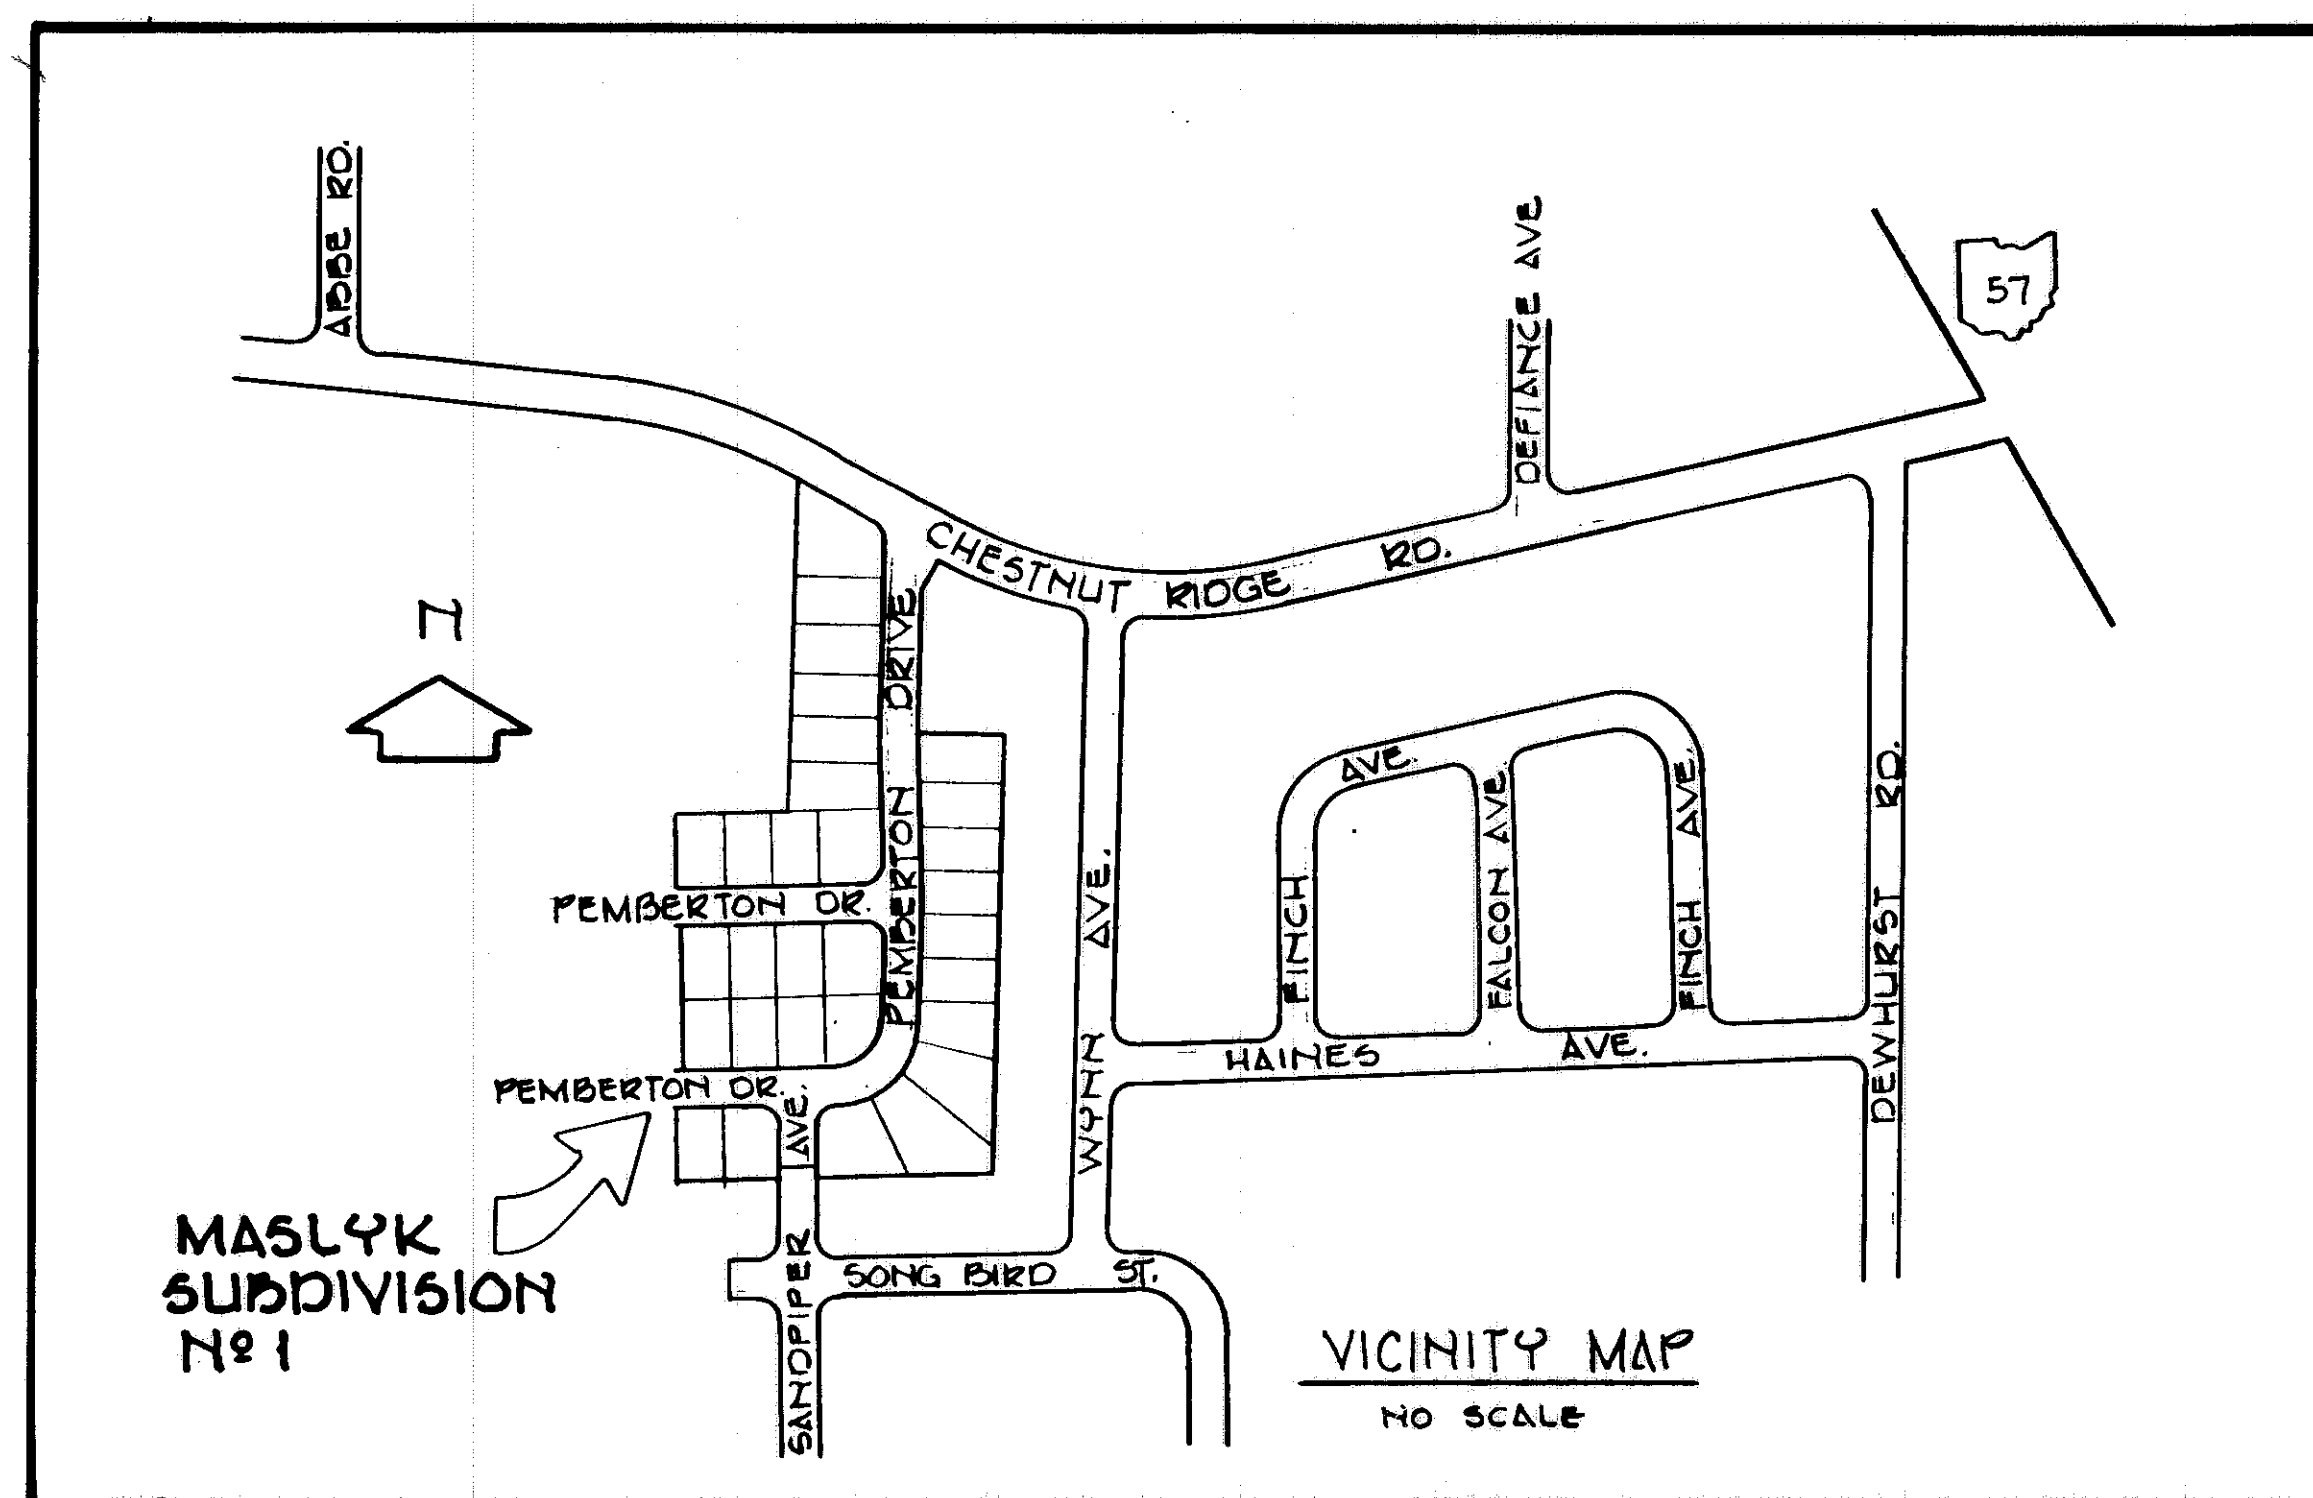 ABBE RD.
DEFIANCE AVE
57
CHESTNUT RIDGE RD.
N
PEMBERTON DRIVE
AVE.
FINCH
FALCON AVE
FINCH AVE.
DEWHURST RD.
WYNN AVE.
PEMBERTON DR.
HAINES AVE.
PEMBERTON DR.
SANDPIPER AVE.
MASLYK
SUBDIVISION
Nº 1
SONG BIRD ST.
VICINITY MAP
NO SCALE